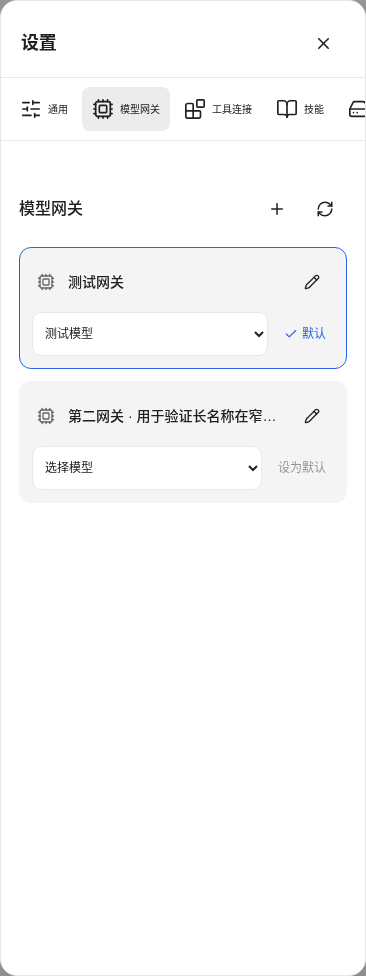 设置
通用
模型网关
工具连接
技能
模型网关
测试网关
测试模型
默认
第二网关 · 用于验证长名称在窄...
选择模型
设为默认